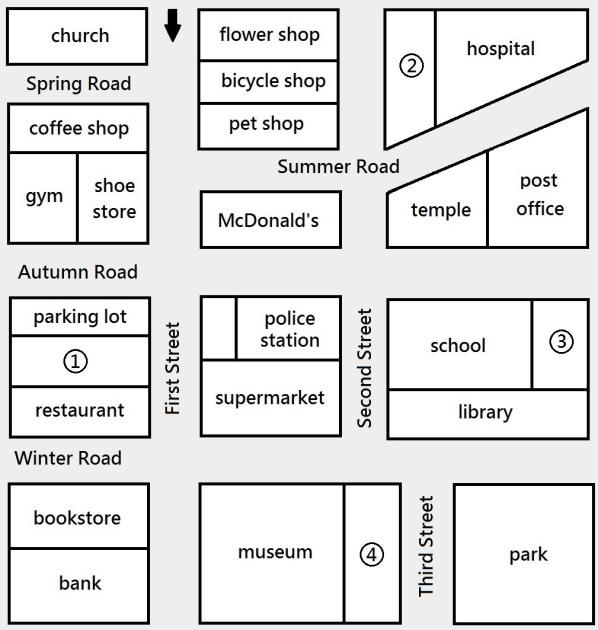 church
flower shop
bicycle shop
pet shop
②
hospital
Spring Road
coffee shop
gym
shoe
store
Summer Road
McDonald's
temple
post
office
Autumn Road
parking lot
①
restaurant
First Street
police
station
supermarket
Second Street
school
③
library
Winter Road
bookstore
bank
museum
④
Third Street
park